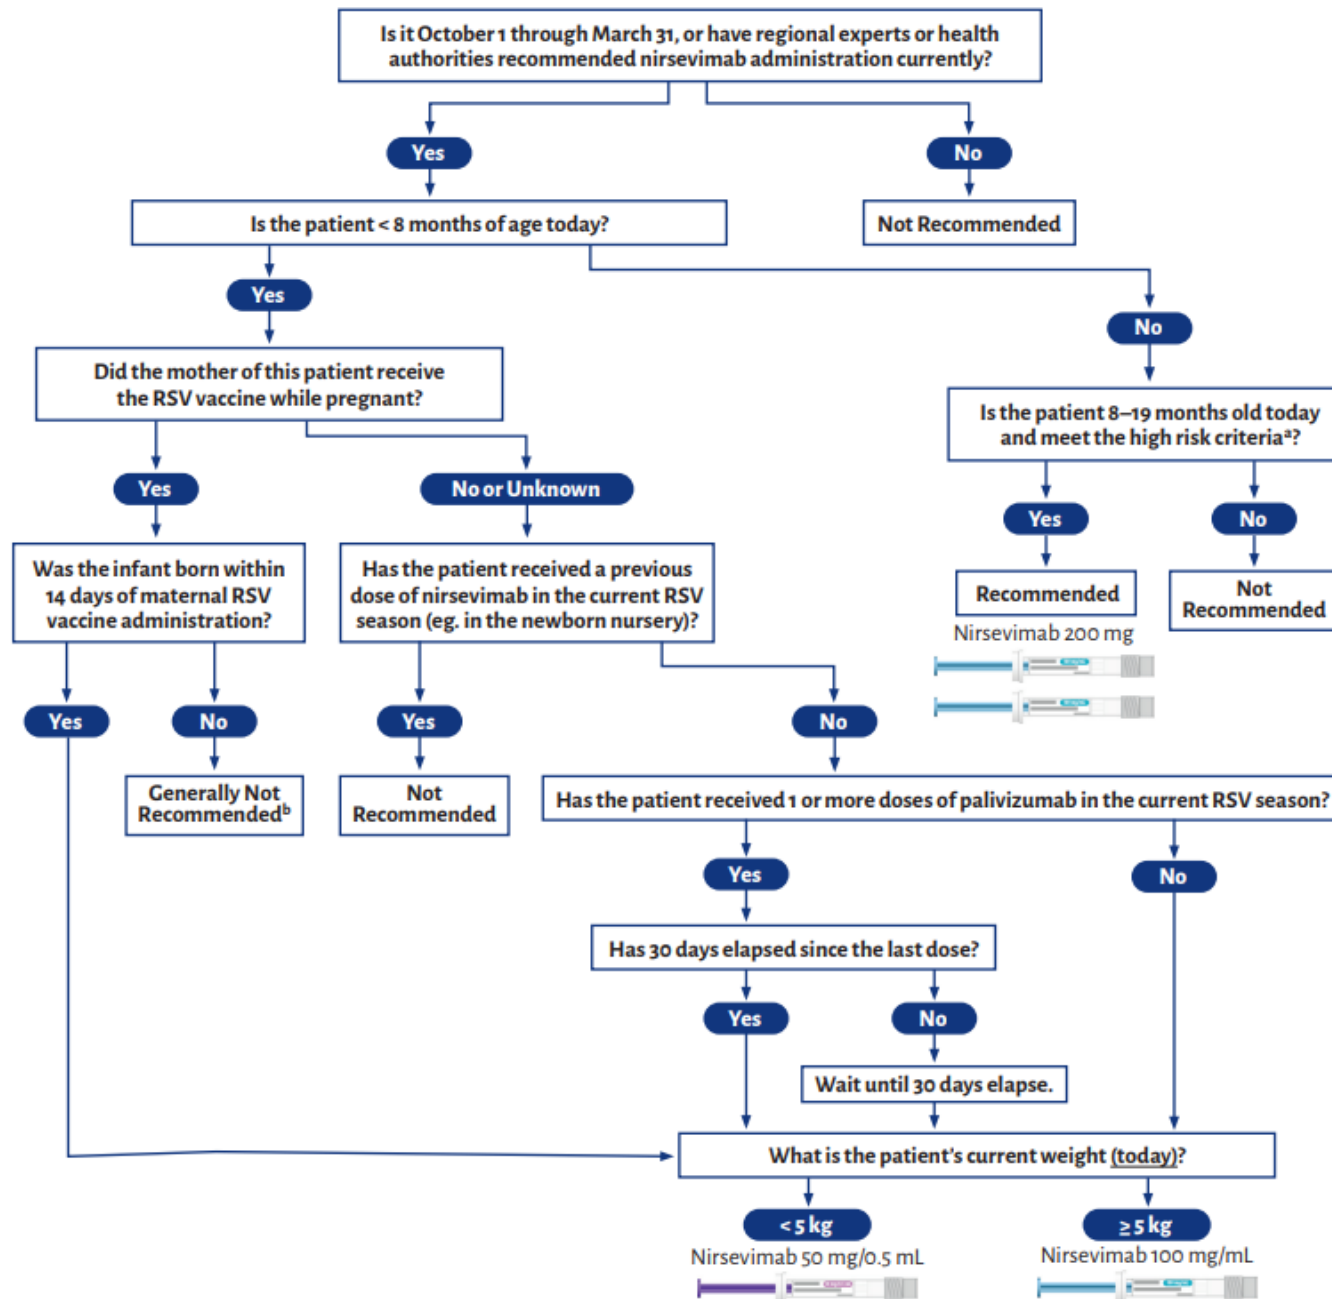 Is it October 1 through March 31, or have regional experts or health
authorities recommended nirsevimab administration currently?
Yes
No
Is the patient < 8 months of age today?
Not Recommended
Yes
No
Did the mother of this patient receive
the RSV vaccine while pregnant?
Is the patient 8–19 months old today
and meet the high risk criteriaᵃ?
Yes
No or Unknown
Yes
No
Was the infant born within
14 days of maternal RSV
vaccine administration?
Has the patient received a previous
dose of nirsevimab in the current RSV
season (eg. in the newborn nursery)?
Recommended
Not
Recommended
Nirsevimab 200 mg
Yes
No
Yes
No
Generally Not
Recommendedᵇ
Not
Recommended
Has the patient received 1 or more doses of palivizumab in the current RSV season?
Yes
No
Has 30 days elapsed since the last dose?
Yes
No
Wait until 30 days elapse.
What is the patient's current weight (today)?
< 5 kg
≥ 5 kg
Nirsevimab 50 mg/0.5 mL
Nirsevimab 100 mg/mL